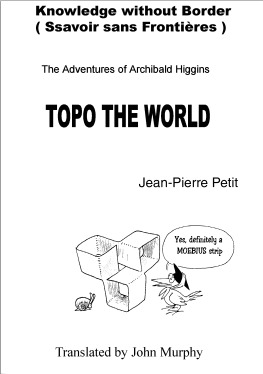 Knowledge without Border
( Ssavoir sans Frontières )
The Adventures of Archibald Higgins
TOPO THE WORLD
Jean-Pierre Petit
Yes, definitely a
MOEBIUS strip
Translated by John Murphy